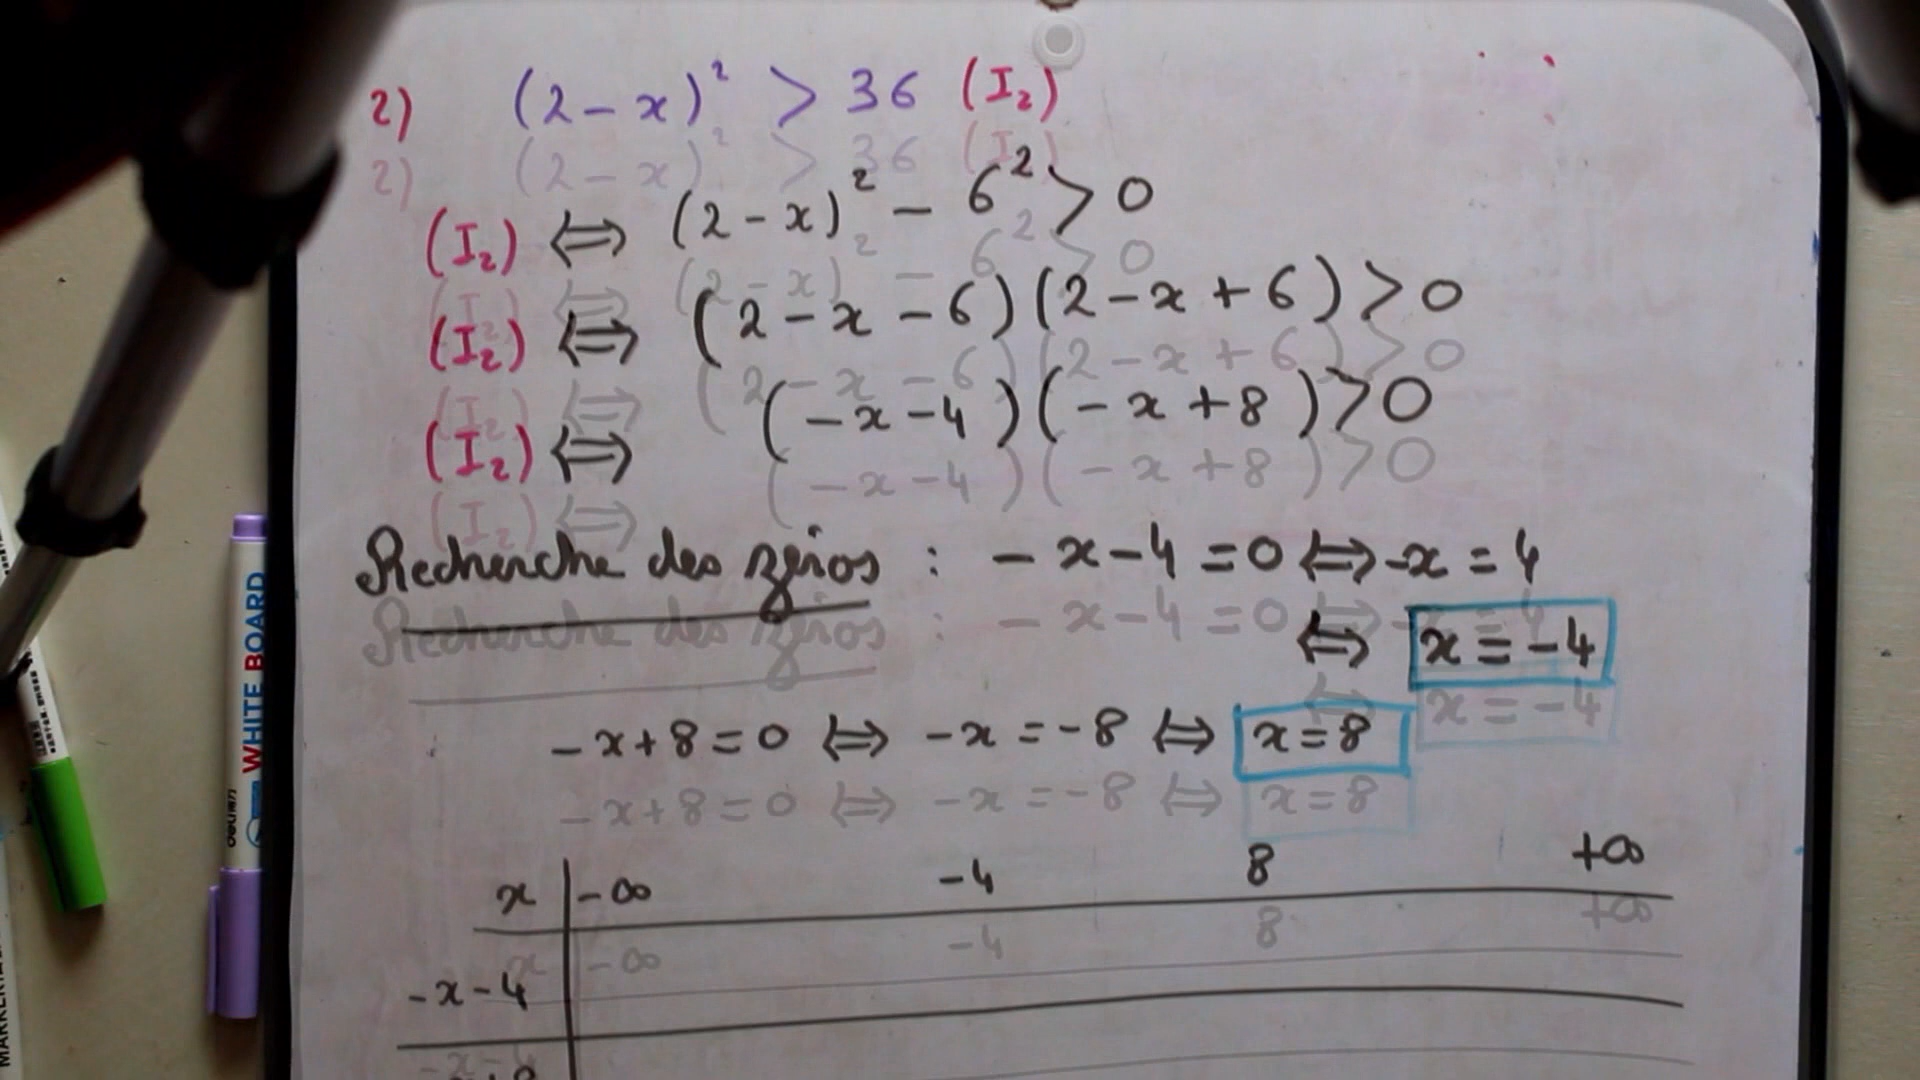 2) (2-x)² > 36 (I₂)
(I₂) ⇔ (2-x)² - 6² > 0
(I₂) ⇔ (2-x-6)(2-x+6) > 0
(I₂) ⇔ (-x-4)(-x+8) > 0
Recherche des zéros : -x-4=0 ⇔ -x = 4
⇔ x = -4
-x+8=0 ⇔ -x=-8 ⇔ x=8
x -∞ -4 8 +∞
-x-4
WHITE BOARD